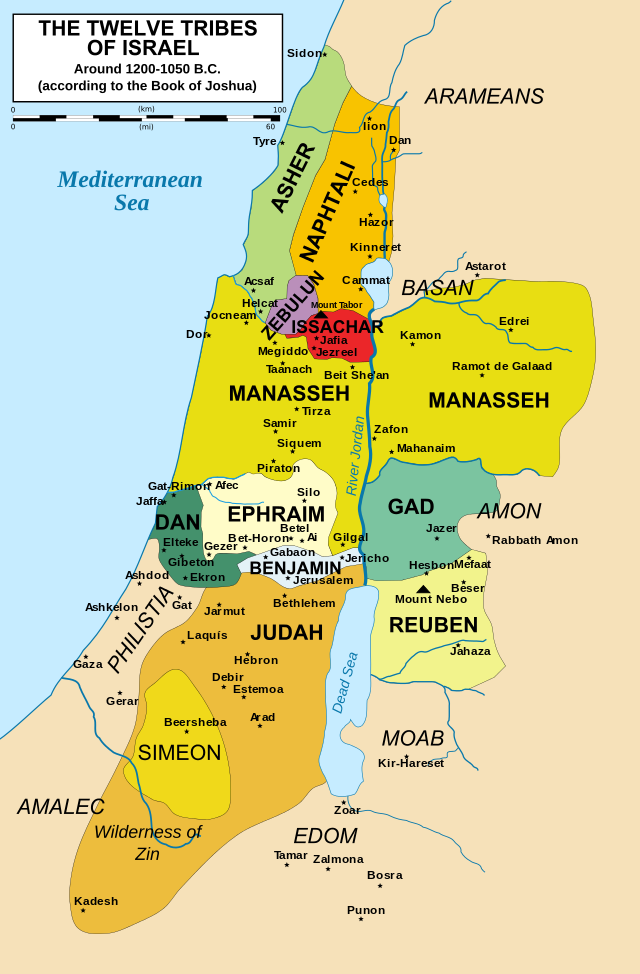 THE TWELVE TRIBES
OF ISRAEL
Around 1200-1050 B.C.
(according to the Book of Joshua)
0 (km) 100
0 (mi) 60
Sidon
ARAMEANS
Ijon
Tyre
Dan
ASHER
Mediterranean
Sea
NAPHTALI
Cedes
Hazor
Kinneret
Astarot
Acsaf
Cammat
BASAN
Helcat
ZEBULUN
Mount Tabor
Jocneam
ISSACHAR
Edrei
Dor
Jafia
Kamon
Megiddo
Jezreel
Taanach
Beit She'an
Ramot de Galaad
MANASSEH
MANASSEH
Tirza
Samir
Zafon
Siquem
Mahanaim
Piraton
River Jordan
Gat-Rimon
Afec
Silo
Jaffa
GAD
AMON
DAN
EPHRAIM
Betel
Jazer
Elteke
Bet-Horon
Ai
Gilgal
Rabbath Amon
Gezer
Gabaon
Jericho
Gibeton
BENJAMIN
Hesbon
Mefaat
Ashdod
Ekron
Jerusalem
Beser
Gat
Bethlehem
Mount Nebo
Ashkelon
Jarmut
PHILISTIA
Laquís
JUDAH
REUBEN
Gaza
Hebron
Jahaza
Debir
Estemoa
Dead Sea
Gerar
Arad
Beersheba
SIMEON
MOAB
Kir-Hareset
AMALEC
Zoar
Wilderness of
Zin
EDOM
Tamar
Zalmona
Bosra
Kadesh
Punon